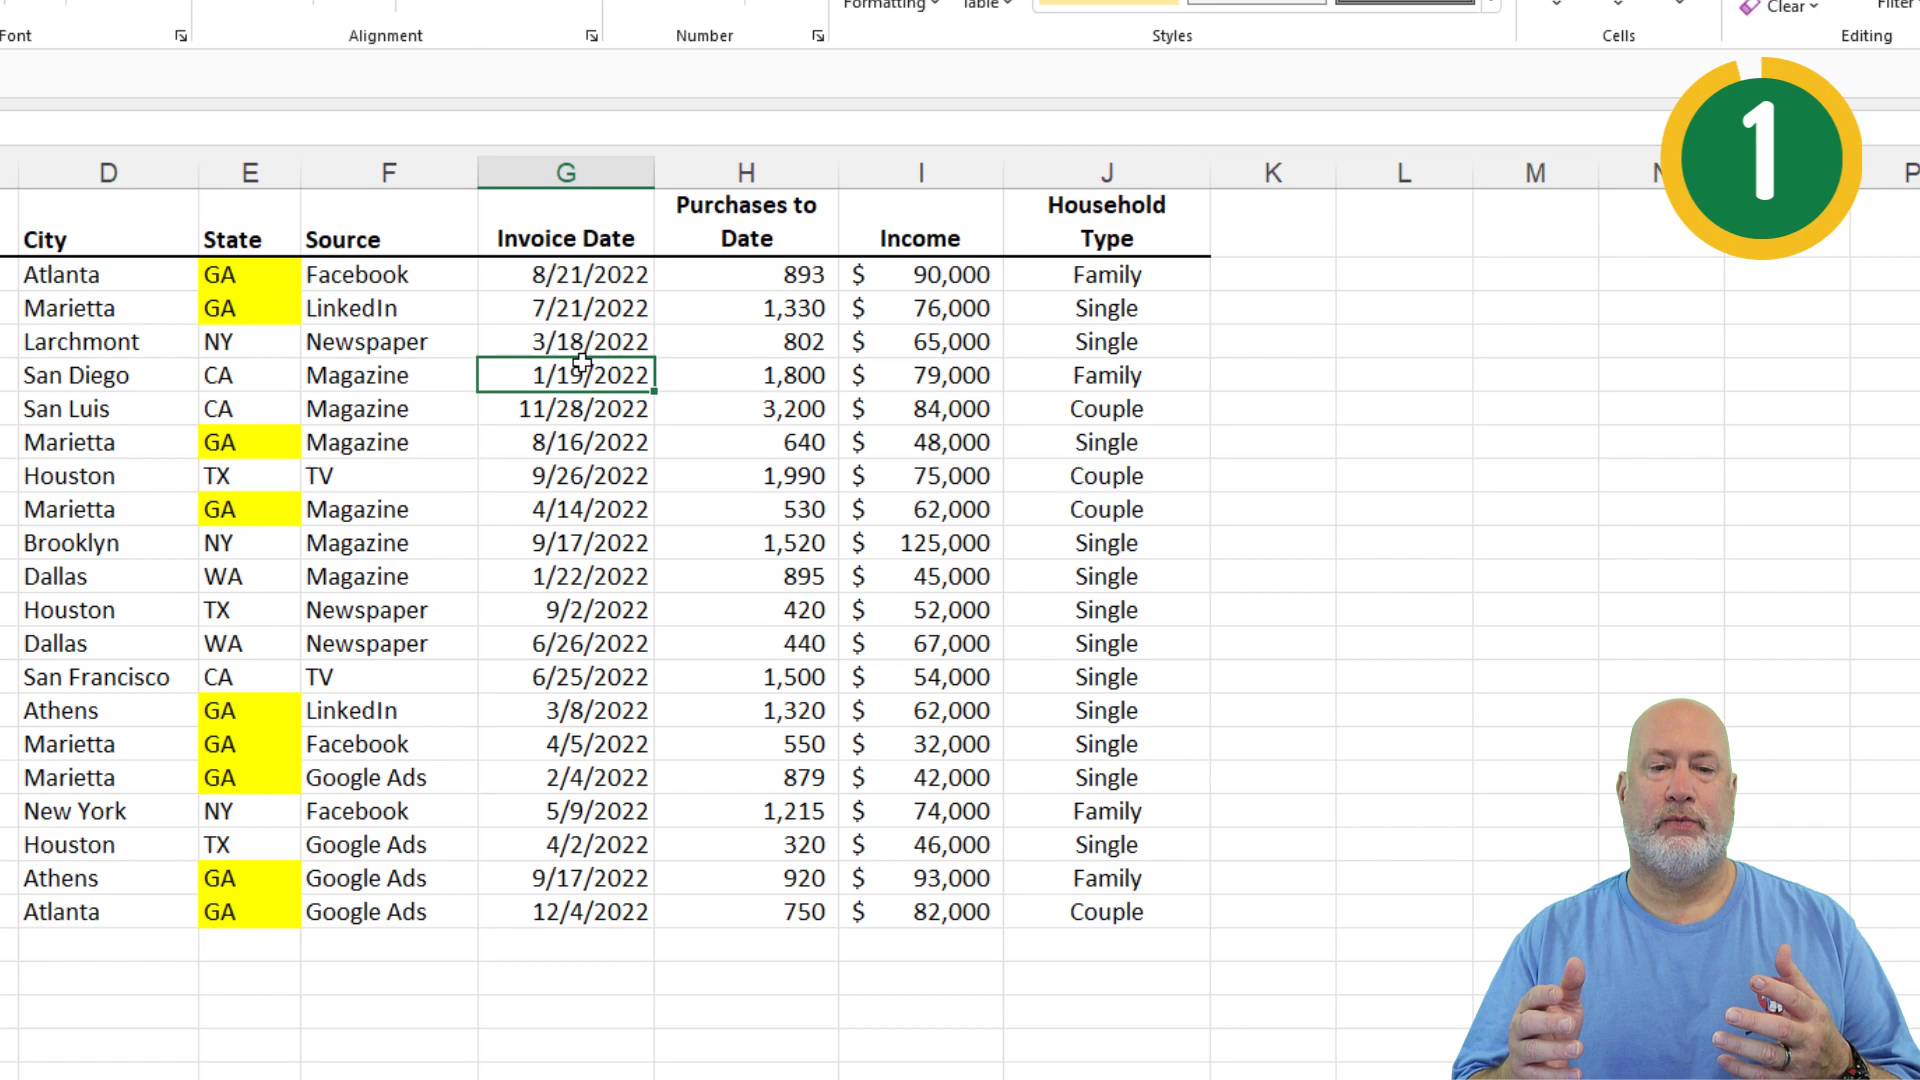 Formatting Table Clear Filter
Font Alignment Number Styles Cells Editing
1
D E F G H I J K L M N P
City State Source Invoice Date Purchases to Date Income Household Type
Atlanta GA Facebook 8/21/2022 893 $ 90,000 Family
Marietta GA LinkedIn 7/21/2022 1,330 $ 76,000 Single
Larchmont NY Newspaper 3/18/2022 802 $ 65,000 Single
San Diego CA Magazine 1/19/2022 1,800 $ 79,000 Family
San Luis CA Magazine 11/28/2022 3,200 $ 84,000 Couple
Marietta GA Magazine 8/16/2022 640 $ 48,000 Single
Houston TX TV 9/26/2022 1,990 $ 75,000 Couple
Marietta GA Magazine 4/14/2022 530 $ 62,000 Couple
Brooklyn NY Magazine 9/17/2022 1,520 $ 125,000 Single
Dallas WA Magazine 1/22/2022 895 $ 45,000 Single
Houston TX Newspaper 9/2/2022 420 $ 52,000 Single
Dallas WA Newspaper 6/26/2022 440 $ 67,000 Single
San Francisco CA TV 6/25/2022 1,500 $ 54,000 Single
Athens GA LinkedIn 3/8/2022 1,320 $ 62,000 Single
Marietta GA Facebook 4/5/2022 550 $ 32,000 Single
Marietta GA Google Ads 2/4/2022 879 $ 42,000 Single
New York NY Facebook 5/9/2022 1,215 $ 74,000 Family
Houston TX Google Ads 4/2/2022 320 $ 46,000 Single
Athens GA Google Ads 9/17/2022 920 $ 93,000 Family
Atlanta GA Google Ads 12/4/2022 750 $ 82,000 Couple